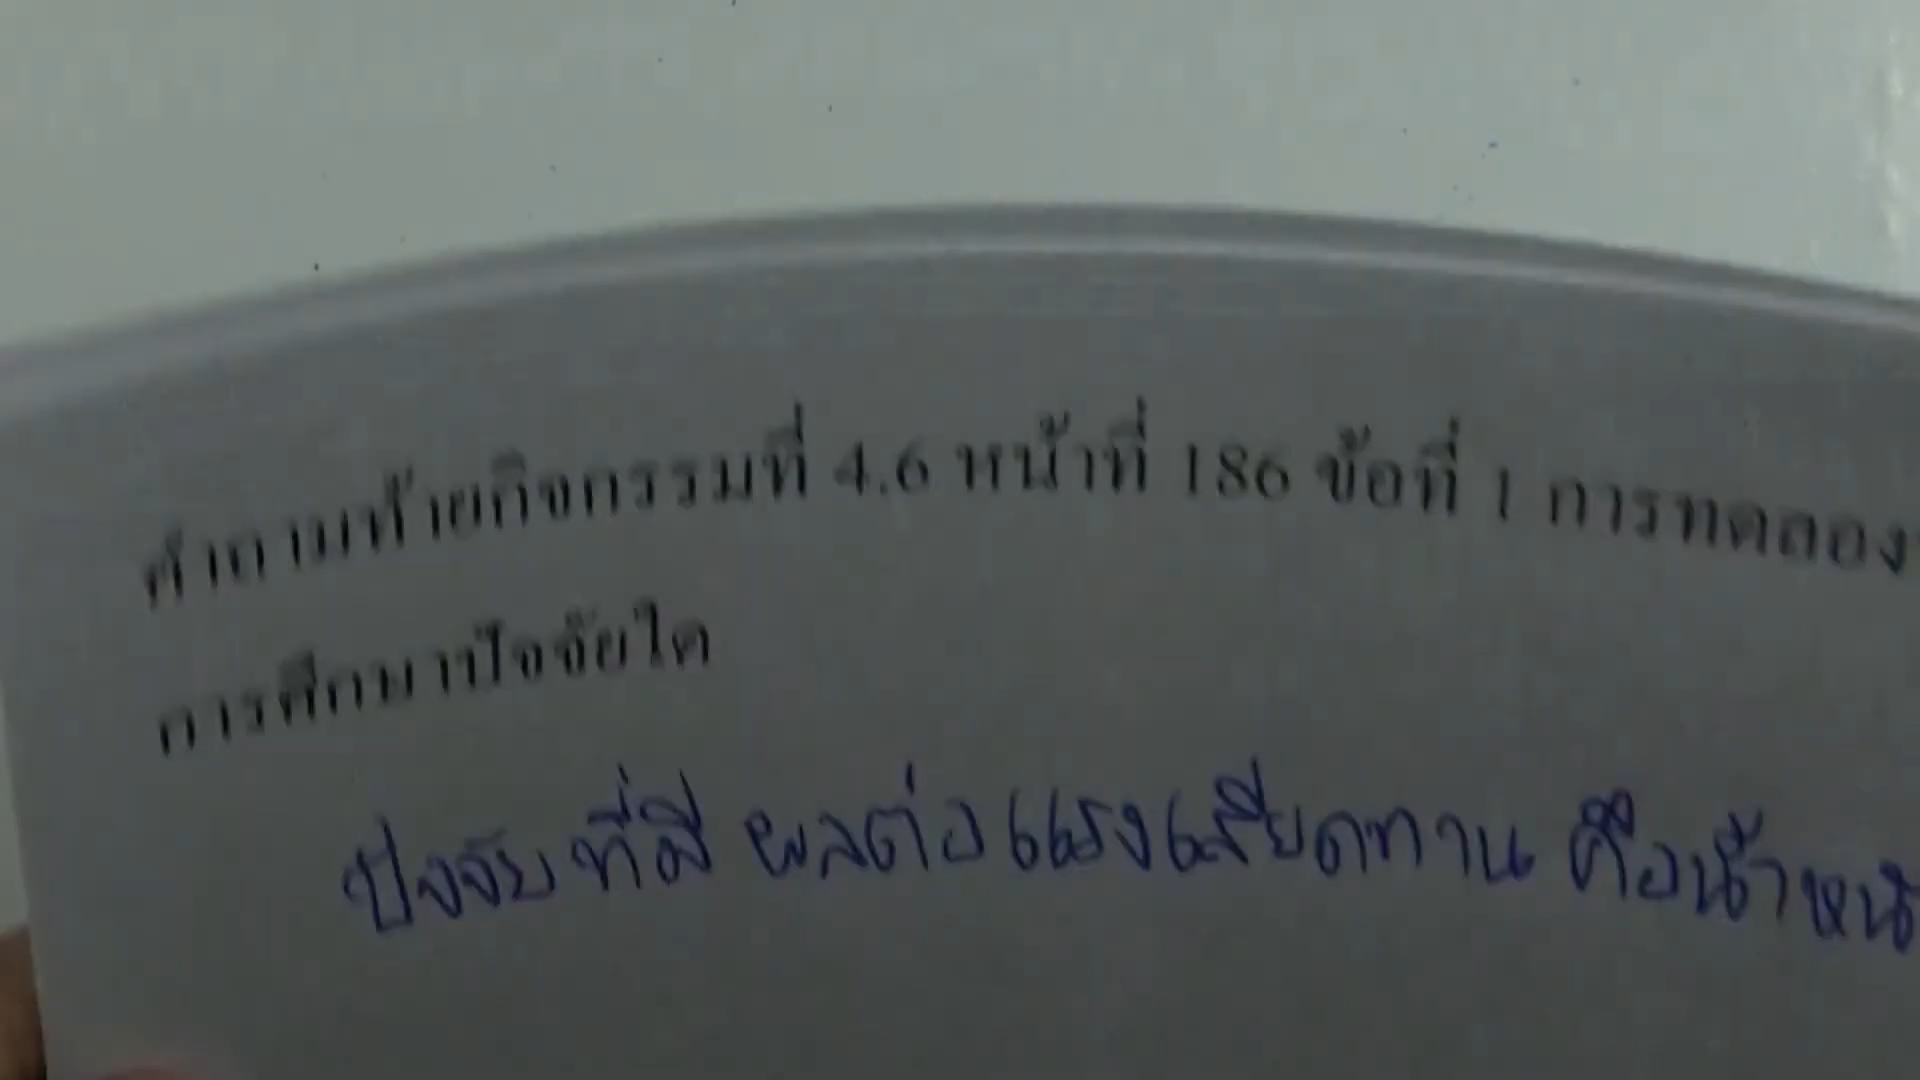 คำถามท้ายกิจกรรมที่ 4.6 หน้าที่ 186 ข้อที่ 1 การทดลอง
การศึกษาปัจจัยใด
ปัจจัยที่มี ผลต่อแรงเสียดทาน คือน้ำหนั